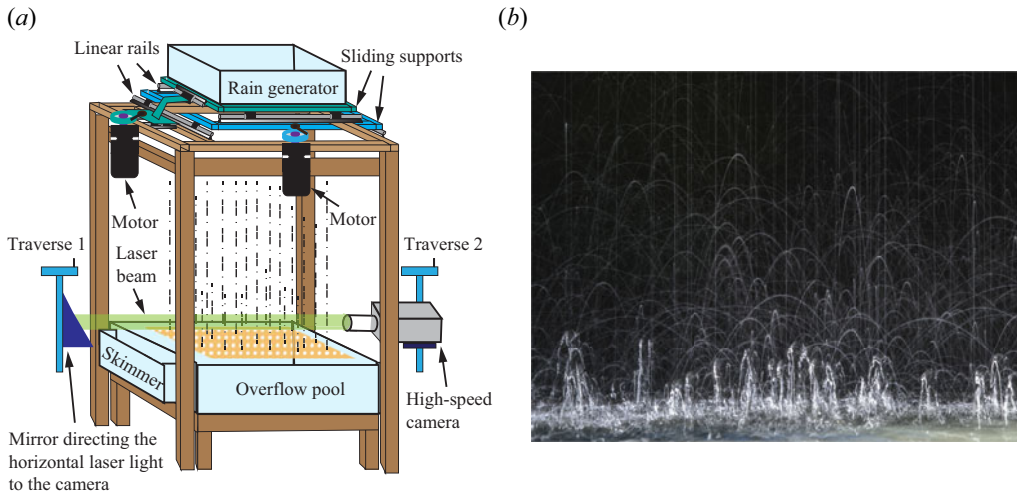 (a)
(b)
Linear rails
Sliding supports
Rain generator
Motor
Motor
Traverse 1
Laser
beam
Traverse 2
Skimmer
Overflow pool
High-speed
camera
Mirror directing the
horizontal laser light
to the camera